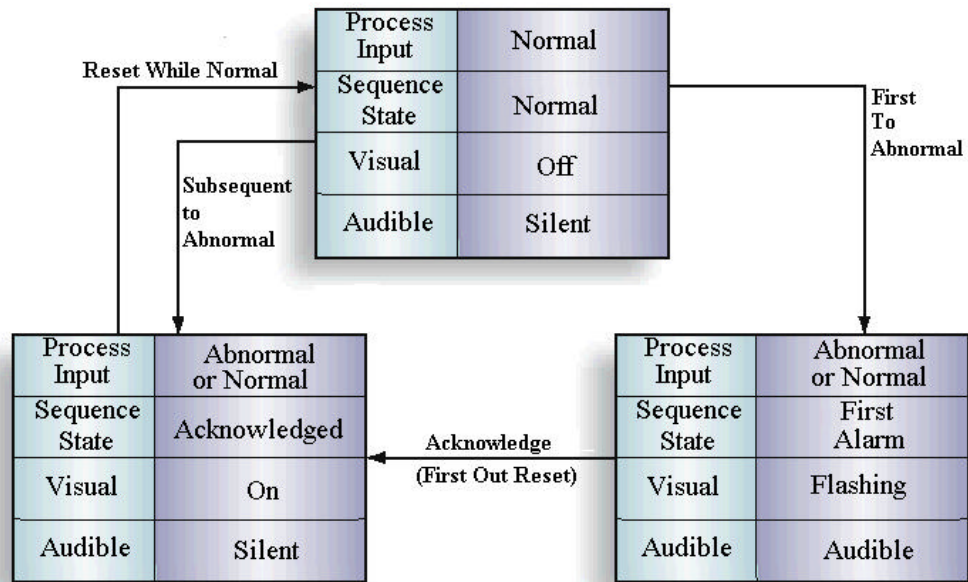 Process
Input
Normal
Sequence
State
Normal
Visual
Off
Audible
Silent
Reset While Normal
First
To
Abnormal
Subsequent
to
Abnormal
Process
Input
Abnormal
or Normal
Sequence
State
Acknowledged
Visual
On
Audible
Silent
Acknowledge
(First Out Reset)
Process
Input
Abnormal
or Normal
Sequence
State
First
Alarm
Visual
Flashing
Audible
Audible